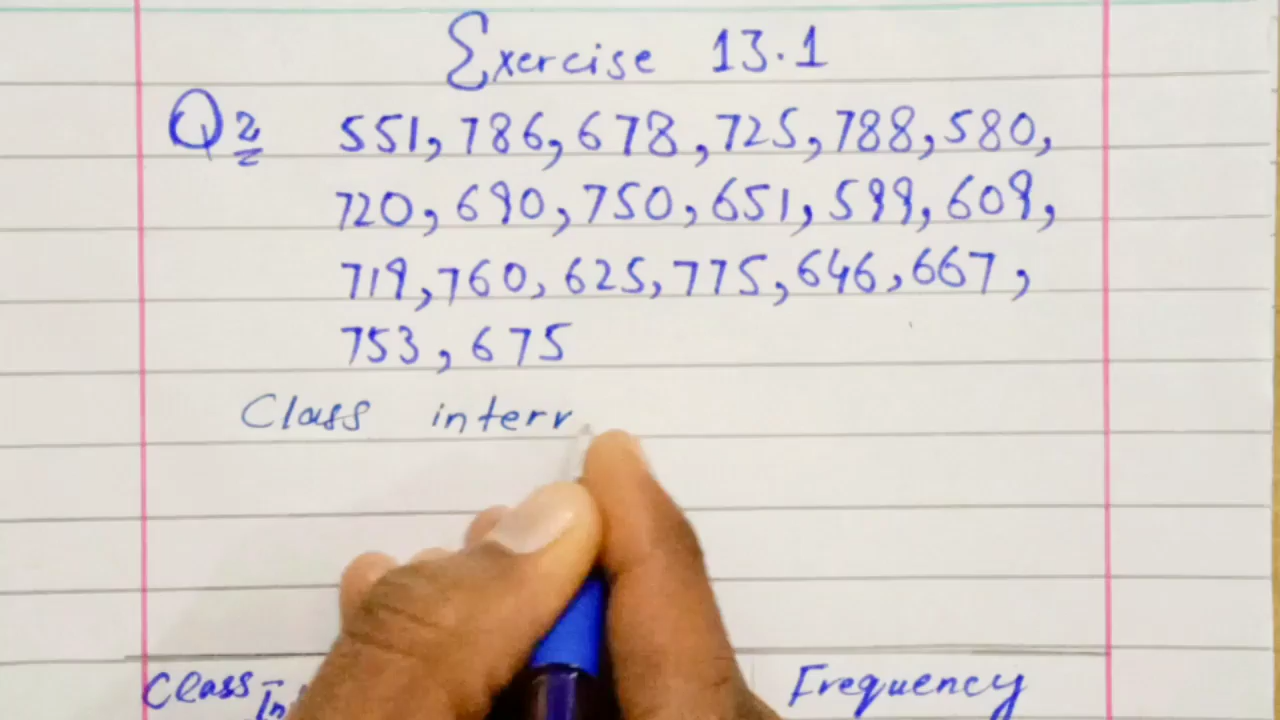 Exercise 13.1
Q2 551, 786, 678, 725, 788, 580,
720, 690, 750, 651, 599, 609,
719, 760, 625, 775, 646, 667,
753, 675
Class interv
Class In Frequency